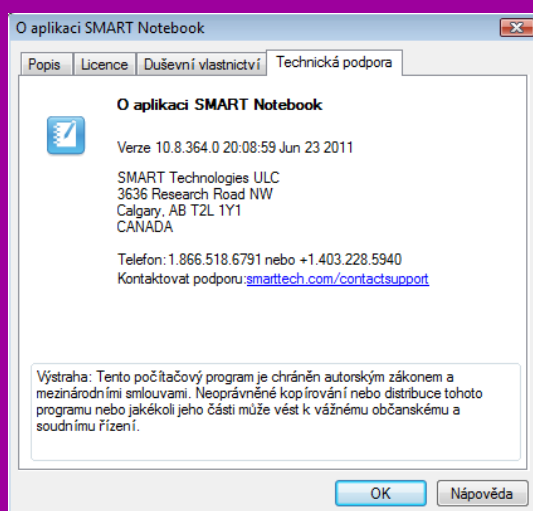 O aplikaci SMART Notebook
Popis Licence Duševní vlastnictví Technická podpora
O aplikaci SMART Notebook
Verze 10.8.364.0 20:08:59 Jun 23 2011
SMART Technologies ULC
3636 Research Road NW
Calgary, AB T2L 1Y1
CANADA
Telefon: 1.866.518.6791 nebo +1.403.228.5940
Kontaktovat podporu:smarttech.com/contactsupport
Výstraha: Tento počítačový program je chráněn autorským zákonem a
mezinárodními smlouvami. Neoprávněné kopírování nebo distribuce tohoto
programu nebo jakékoli jeho části může vést k vážnému občanskému a
soudnímu řízení.
OK Nápověda